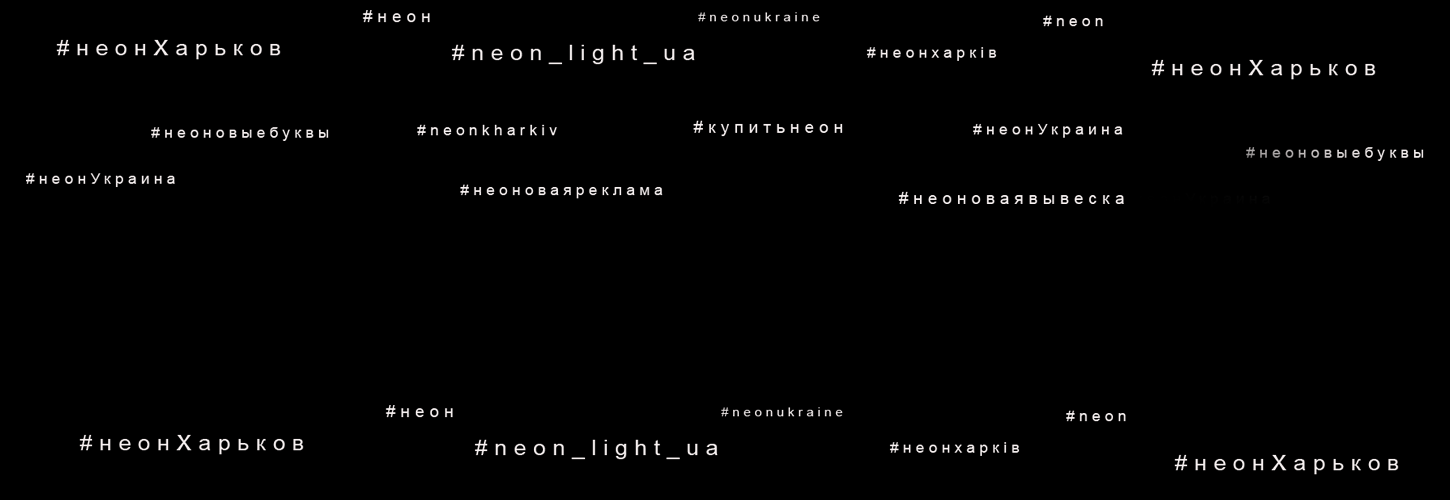 #неон
#neonukraine
#neon
#неонХарьков
#neon_light_ua
#неонхарків
#неонХарьков
#неоновыебуквы
#neonkharkiv
#купитьнеон
#неонУкраина
#неоновыебуквы
#неонУкраина
#неоноваяреклама
#неоноваявывеска
#неон
#neonukraine
#neon
#неонХарьков
#neon_light_ua
#неонхарків
#неонХарьков